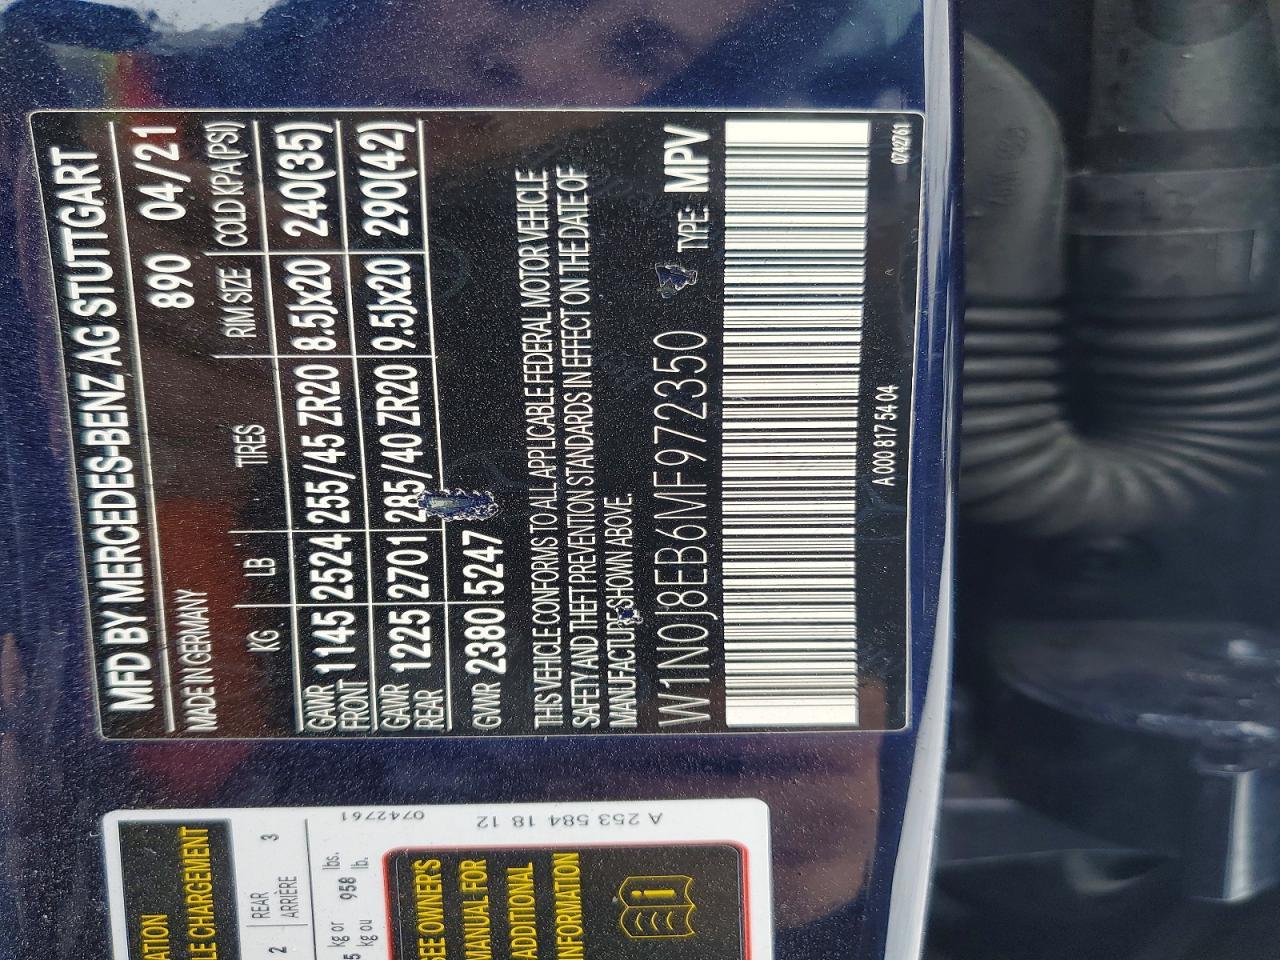 MFD BY MERCEDES-BENZ AG STUTTGART
MADE IN GERMANY 890 04/21
KG LB TIRES RIM SIZE COLD KPA(PSI)
GAWR FRONT 1145 2524 255/45 ZR20 8.5Jx20 240(35)
GAWR REAR 1225 2701 285/40 ZR20 9.5Jx20 290(42)
GVWR 2380 5247
THIS VEHICLE CONFORMS TO ALL APPLICABLE FEDERAL MOTOR VEHICLE
SAFETY AND THEFT PREVENTION STANDARDS IN EFFECT ON THE DATE OF
MANUFACTURE SHOWN ABOVE.
W1N0J8EB6MF972350 TYPE: MPV
A 000 817 54 04
0742761
ATION
LE CHARGEMENT
2 REAR ARRIÈRE 3
5 kg or kg ou 958 lbs. lb.
SEE OWNER'S
MANUAL FOR
ADDITIONAL
INFORMATION
i
0742761
A 253 584 18 12